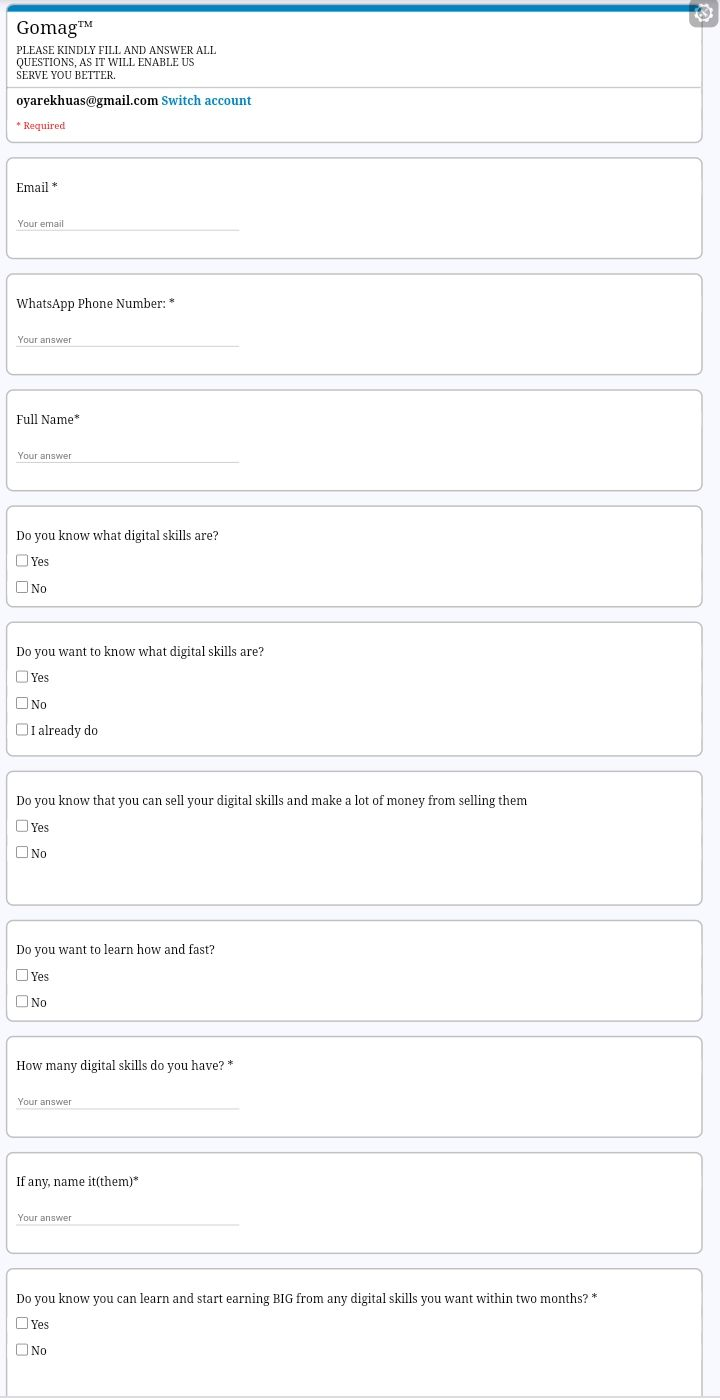 Gomag™
PLEASE KINDLY FILL AND ANSWER ALL
QUESTIONS, AS IT WILL ENABLE US
SERVE YOU BETTER.
oyarekhuas@gmail.com Switch account
* Required
Email *
Your email
WhatsApp Phone Number: *
Your answer
Full Name*
Your answer
Do you know what digital skills are?
Yes
No
Do you want to know what digital skills are?
Yes
No
I already do
Do you know that you can sell your digital skills and make a lot of money from selling them
Yes
No
Do you want to learn how and fast?
Yes
No
How many digital skills do you have? *
Your answer
If any, name it(them)*
Your answer
Do you know you can learn and start earning BIG from any digital skills you want within two months? *
Yes
No